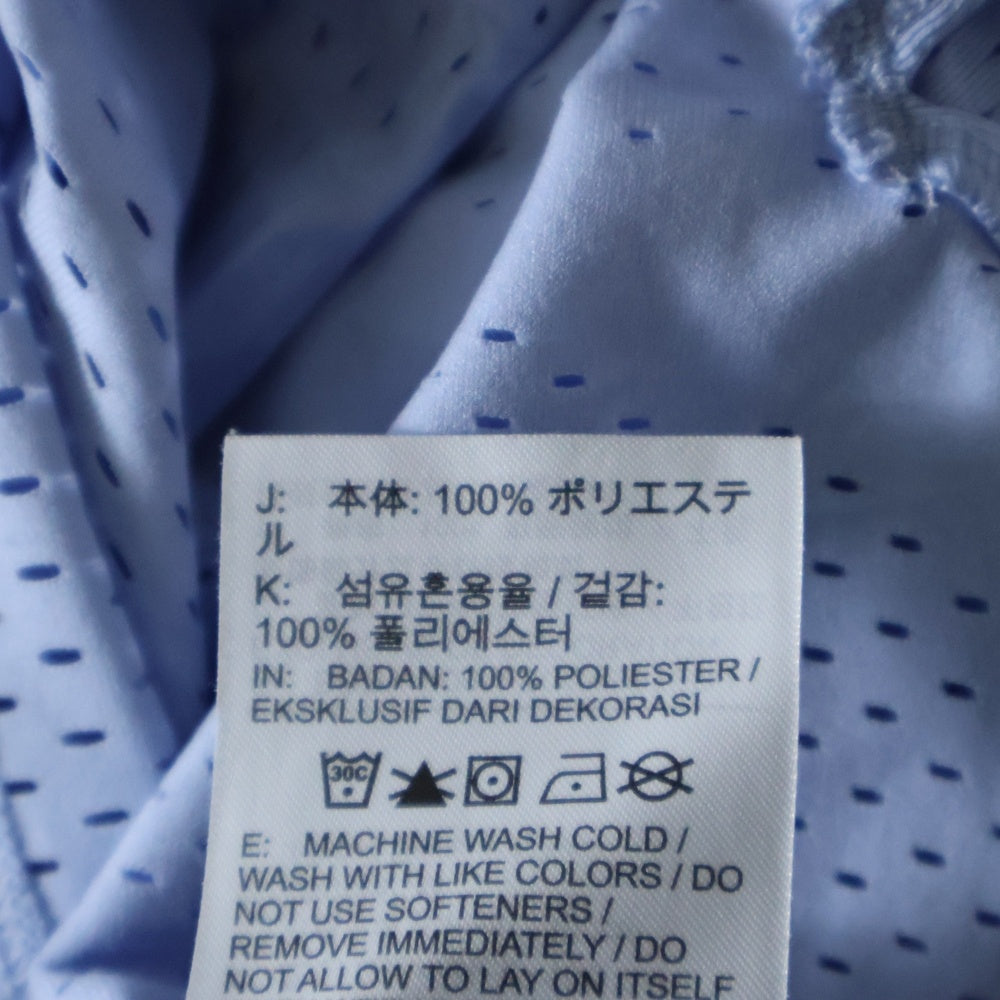 J: 本体: 100% ポリエステ
ル
K: 섬유혼용율 / 겉감:
100% 폴리에스터
IN: BADAN: 100% POLIESTER /
EKSKLUSIF DARI DEKORASI
30C
E: MACHINE WASH COLD /
WASH WITH LIKE COLORS / DO
NOT USE SOFTENERS /
REMOVE IMMEDIATELY / DO
NOT ALLOW TO LAY ON ITSELF